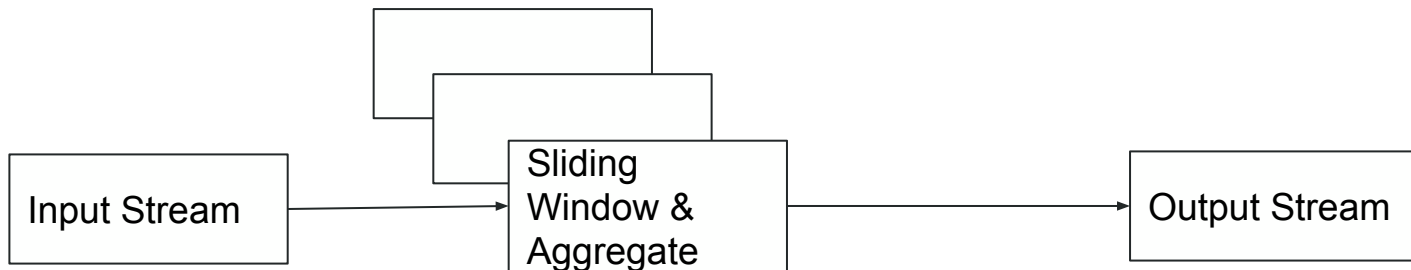 Input Stream
Sliding
Window &
Aggregate
Output Stream